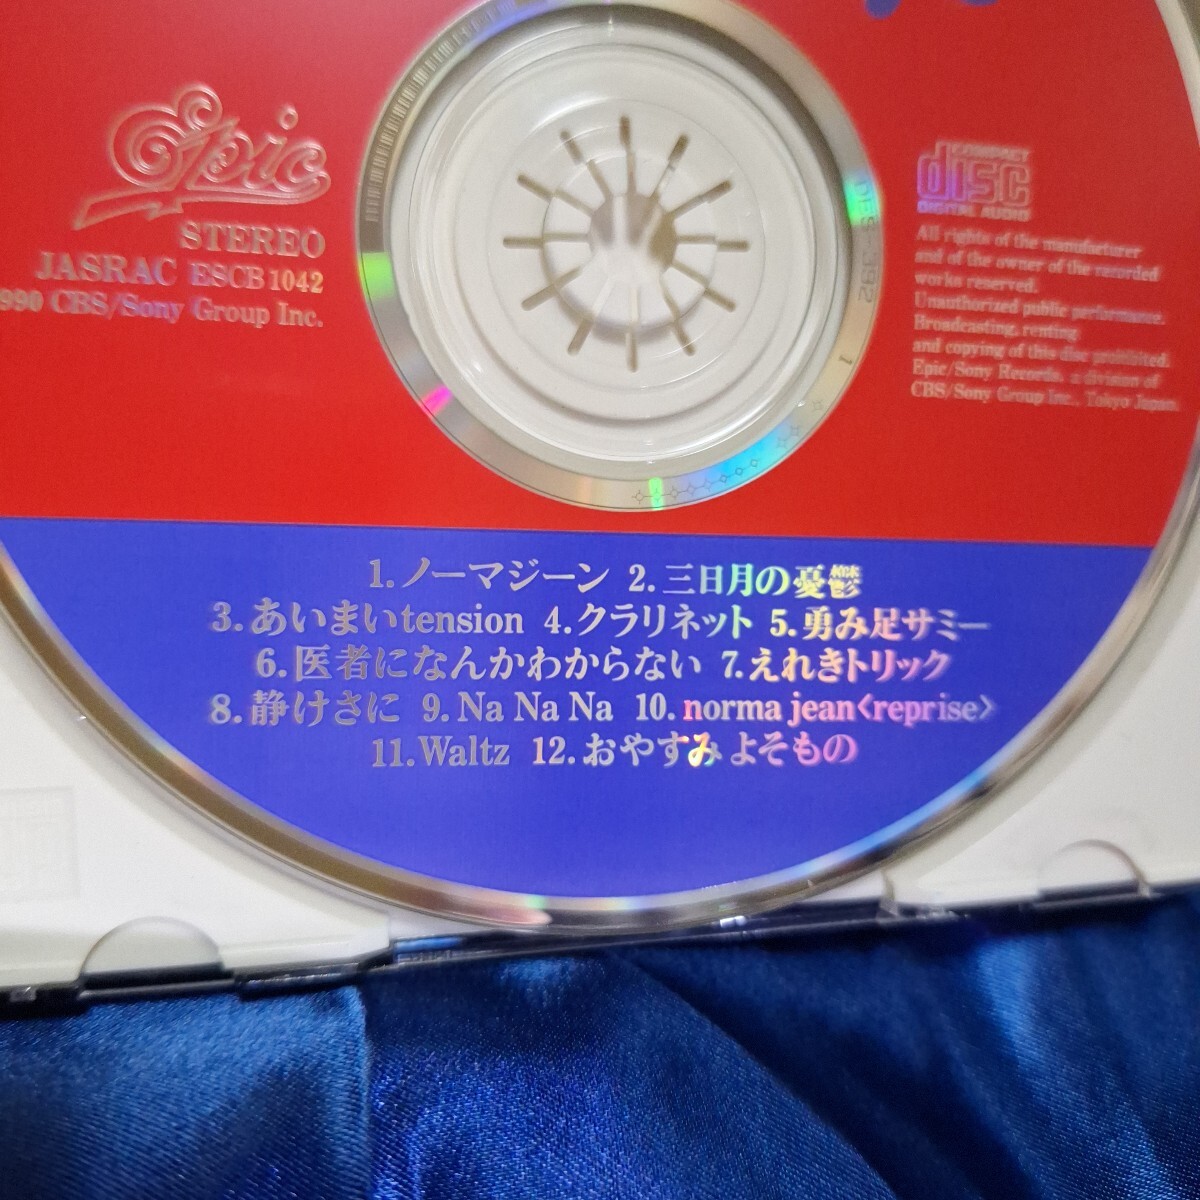 Epic
STEREO
JASRAC ESCB 1042
990 CBS/Sony Group Inc.
DES-392
1
COMPACT
disc
DIGITAL AUDIO
All rights of the manufacturer
and of the owner of the recorded
works reserved.
Unauthorized public performance.
Broadcasting, renting
and copying of this disc prohibited.
Epic/Sony Records, a division of
CBS/Sony Group Inc., Tokyo Japan.
1.ノーマジーン 2.三日月の憂鬱
3.あいまいtension 4.クラリネット 5.勇み足サミー
6.医者になんかわからない 7.えれきトリック
8.静けさに 9.Na Na Na 10.norma jean<reprise>
11.Waltz 12.おやすみよそもの